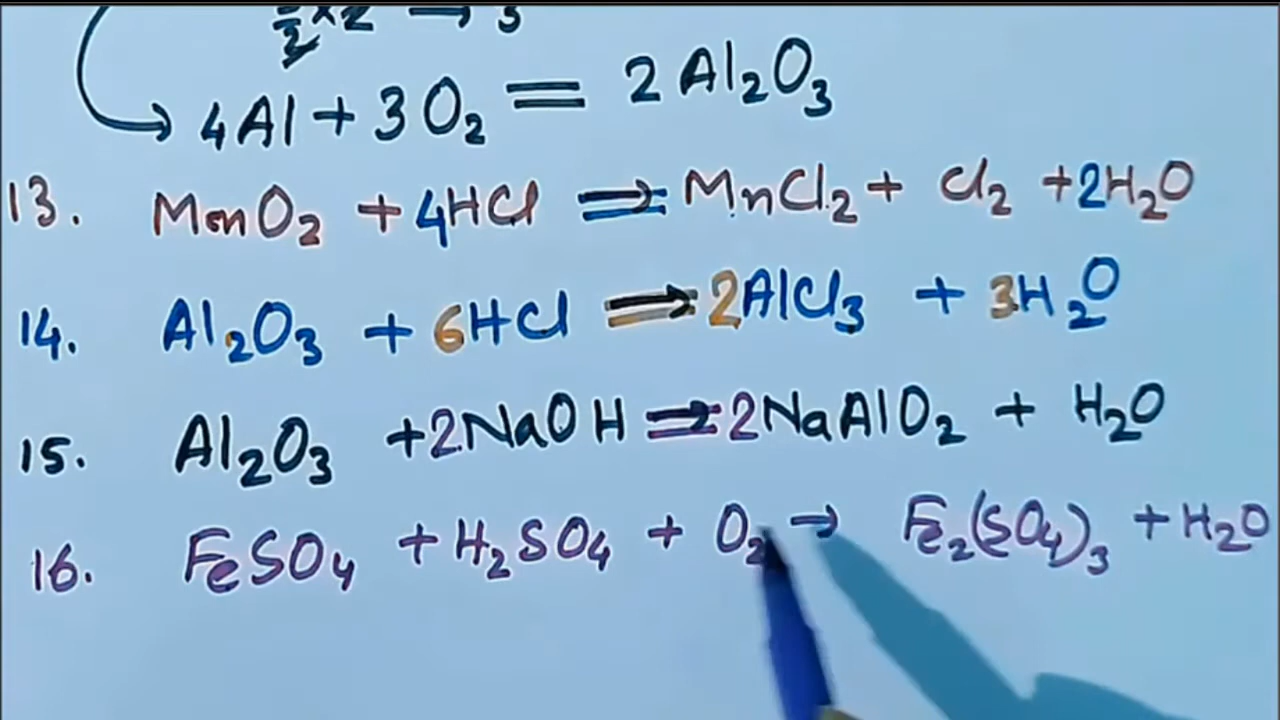 4Al + 3O₂ = 2Al₂O₃
13. MnO₂ + 4HCl ⇒ MnCl₂ + Cl₂ + 2H₂O
14. Al₂O₃ + 6HCl ⇒ 2AlCl₃ + 3H₂O
15. Al₂O₃ + 2NaOH ⇒ 2NaAlO₂ + H₂O
16. FeSO₄ + H₂SO₄ + O₂ → Fe₂(SO₄)₃ + H₂O